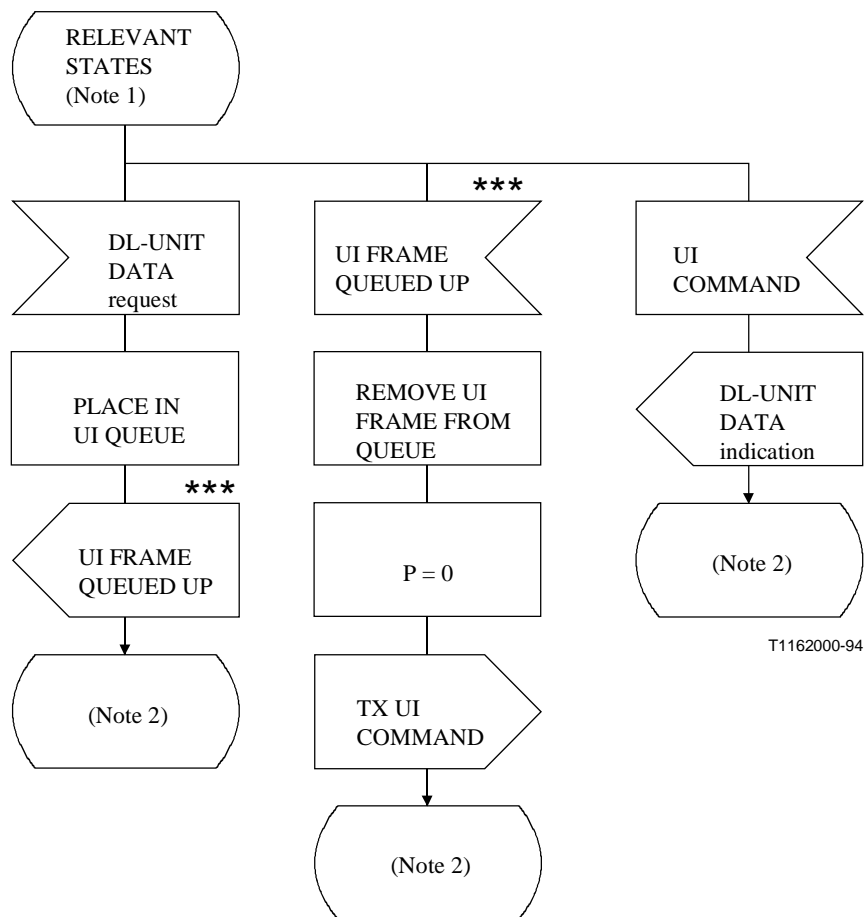 RELEVANT
STATES
(Note 1)
***
DL-UNIT
DATA
request
UI FRAME
QUEUED UP
UI
COMMAND
PLACE IN
UI QUEUE
REMOVE UI
FRAME FROM
QUEUE
DL-UNIT
DATA
indication
***
UI FRAME
QUEUED UP
P = 0
(Note 2)
T1162000-94
(Note 2)
TX UI
COMMAND
(Note 2)